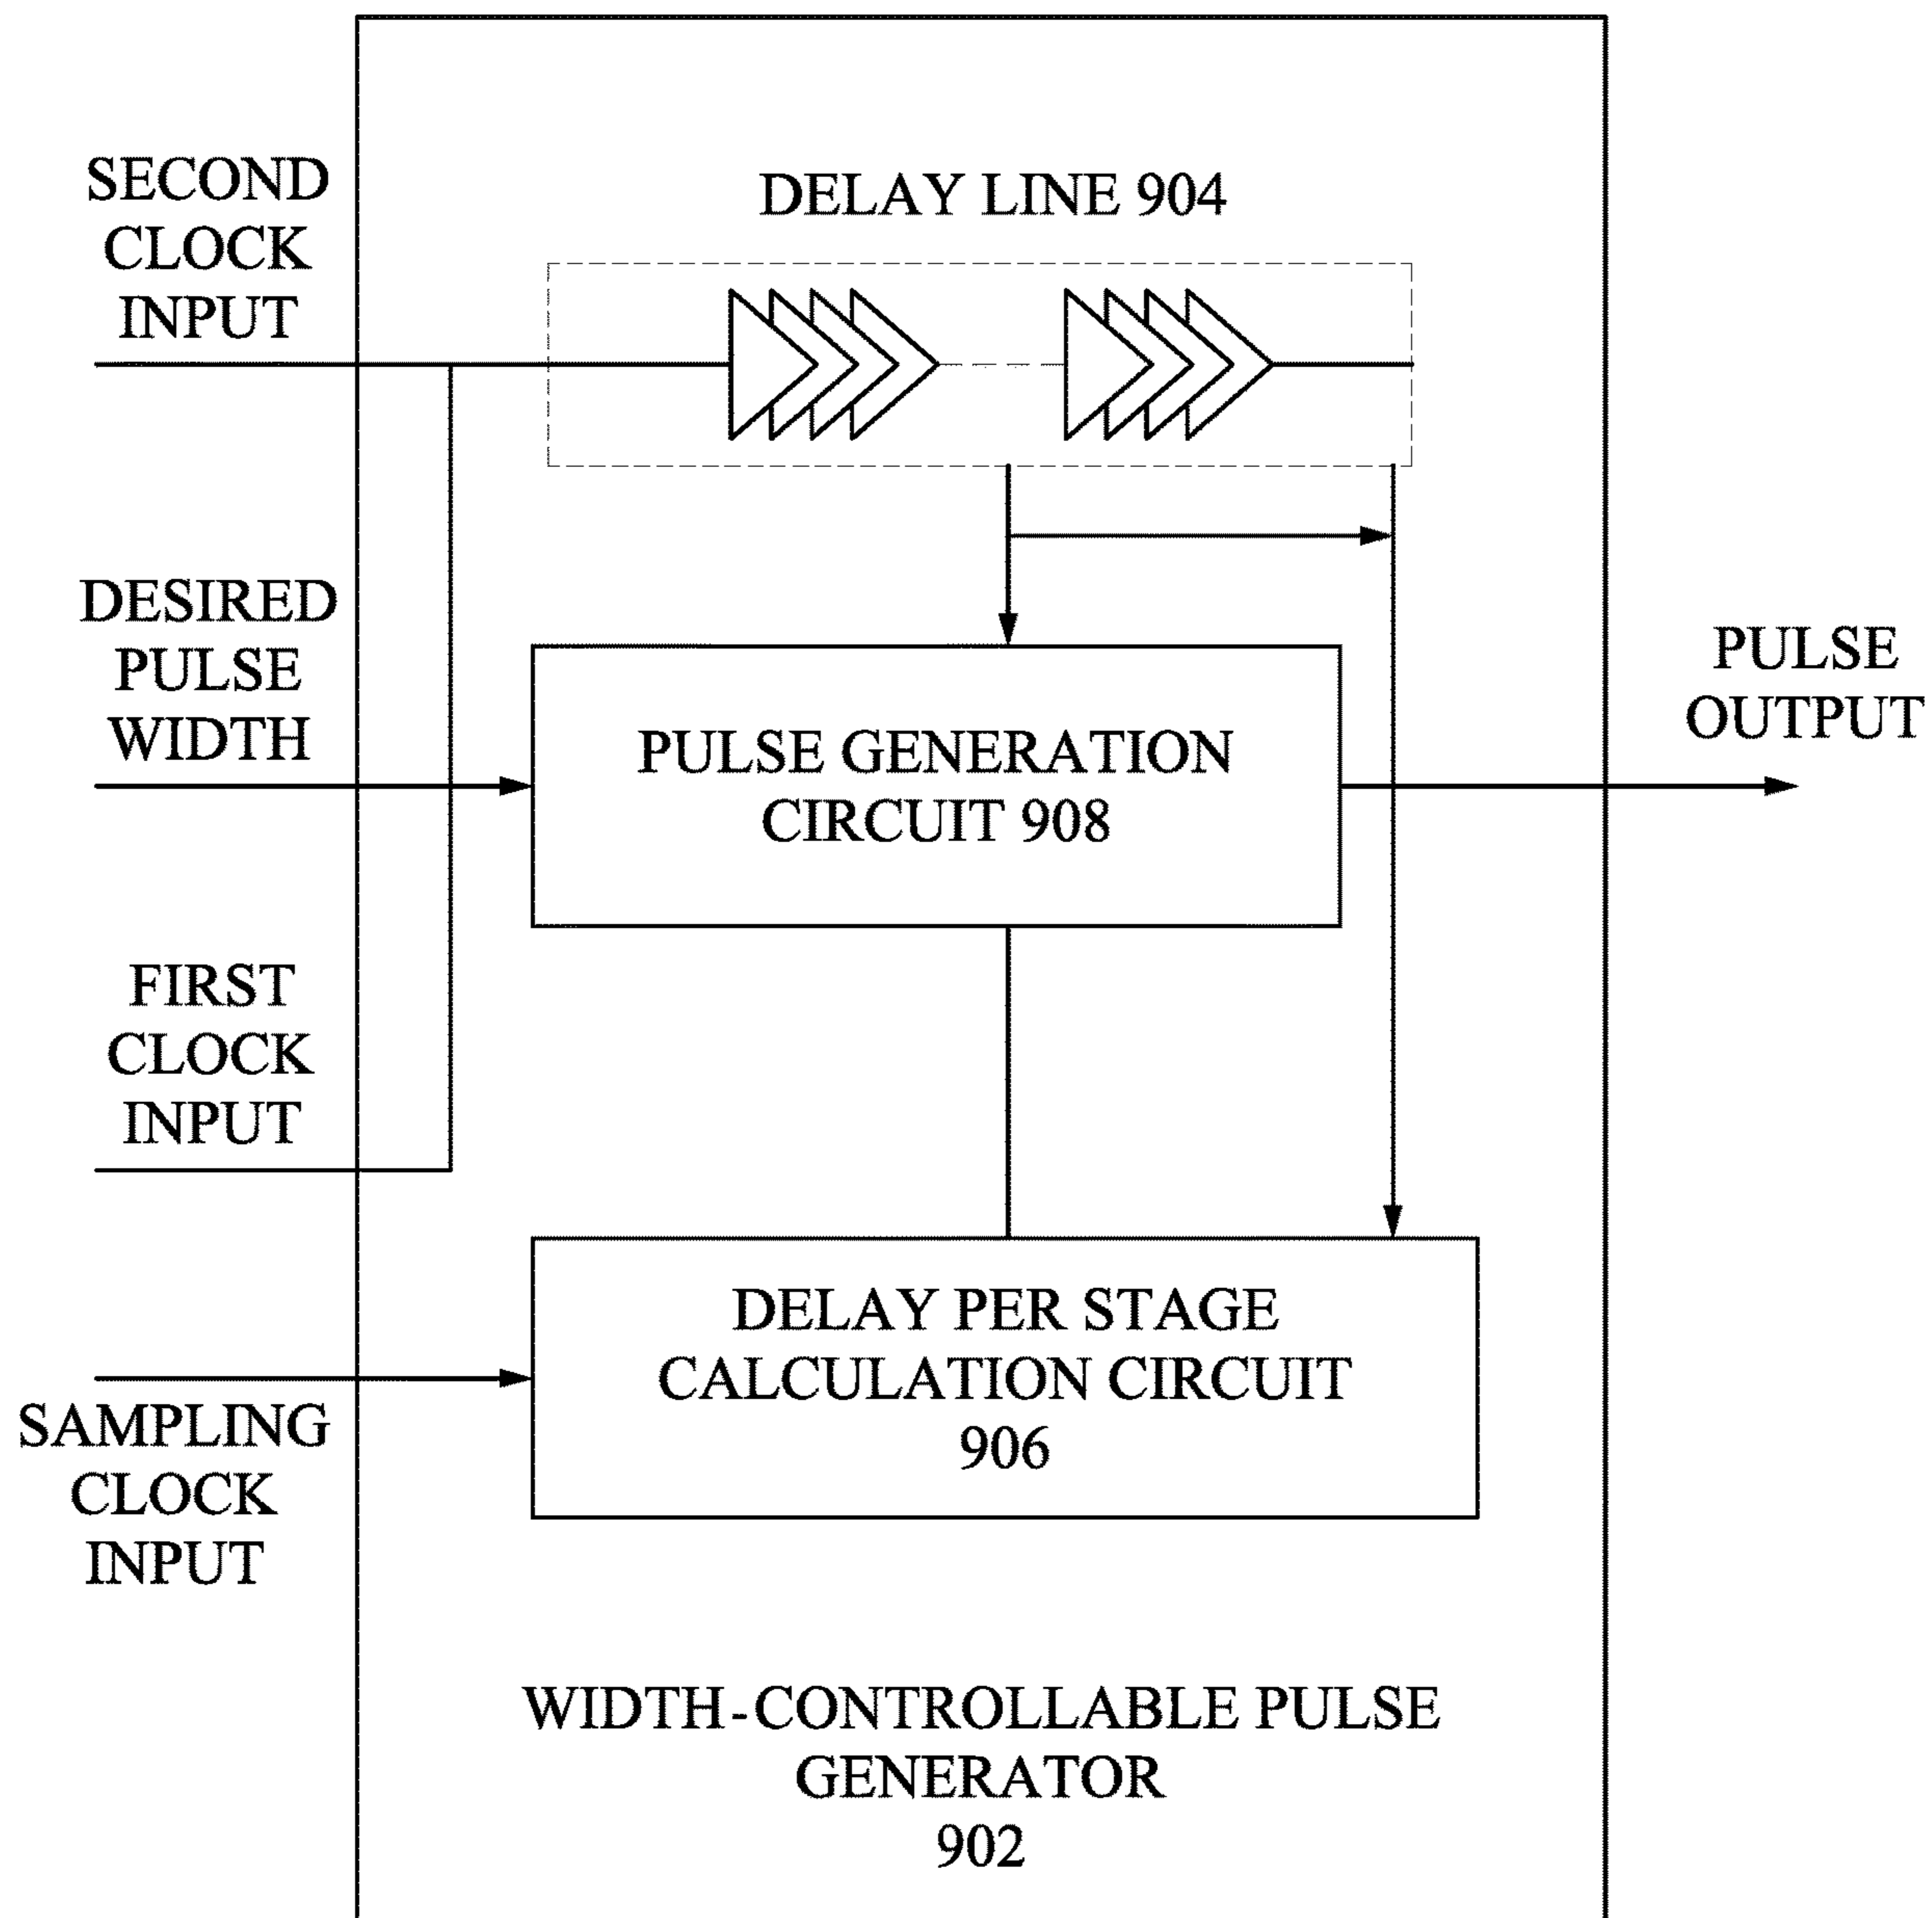 SECOND
CLOCK
INPUT
DELAY LINE 904
DESIRED
PULSE
WIDTH
PULSE GENERATION
CIRCUIT 908
PULSE
OUTPUT
FIRST
CLOCK
INPUT
DELAY PER STAGE
CALCULATION CIRCUIT
906
SAMPLING
CLOCK
INPUT
WIDTH-CONTROLLABLE PULSE
GENERATOR
902